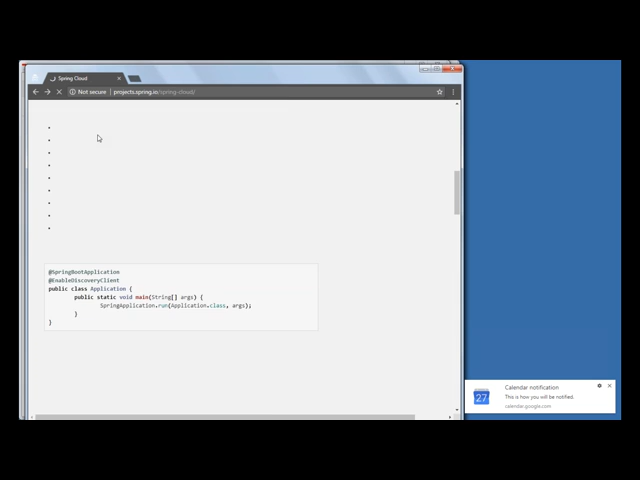 Spring Cloud
Not secure | projects.spring.io/spring-cloud/
@SpringBootApplication
@EnableDiscoveryClient
public class Application {
public static void main(String[] args) {
SpringApplication.run(Application.class, args);
}
}
Calendar notification
This is how you will be notified.
calendar.google.com
27